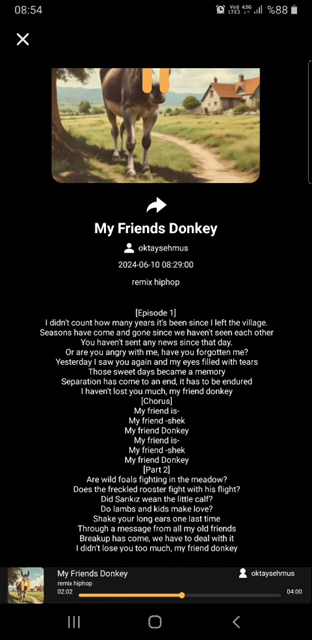 08:54
Vo)) 4.5G
LTE2
%88
My Friends Donkey
oktaysehmus
2024-06-10 08:29:00
remix hiphop
[Episode 1]
I didn't count how many years it's been since I left the village.
Seasons have come and gone since we haven't seen each other
You haven't sent any news since that day.
Or are you angry with me, have you forgotten me?
Yesterday I saw you again and my eyes filled with tears
Those sweet days became a memory
Separation has come to an end, it has to be endured
I haven't lost you much, my friend donkey
[Chorus]
My friend is-
My friend -shek
My friend Donkey
My friend is-
My friend -shek
My friend Donkey
[Part 2]
Are wild foals fighting in the meadow?
Does the freckled rooster fight with his flight?
Did Sarıkız wean the little calf?
Do lambs and kids make love?
Shake your long ears one last time
Through a message from all my old friends
Breakup has come, we have to deal with it
I didn't lose you too much, my friend donkey
My Friends Donkey
oktaysehmus
remix hiphop
02:02
04:00